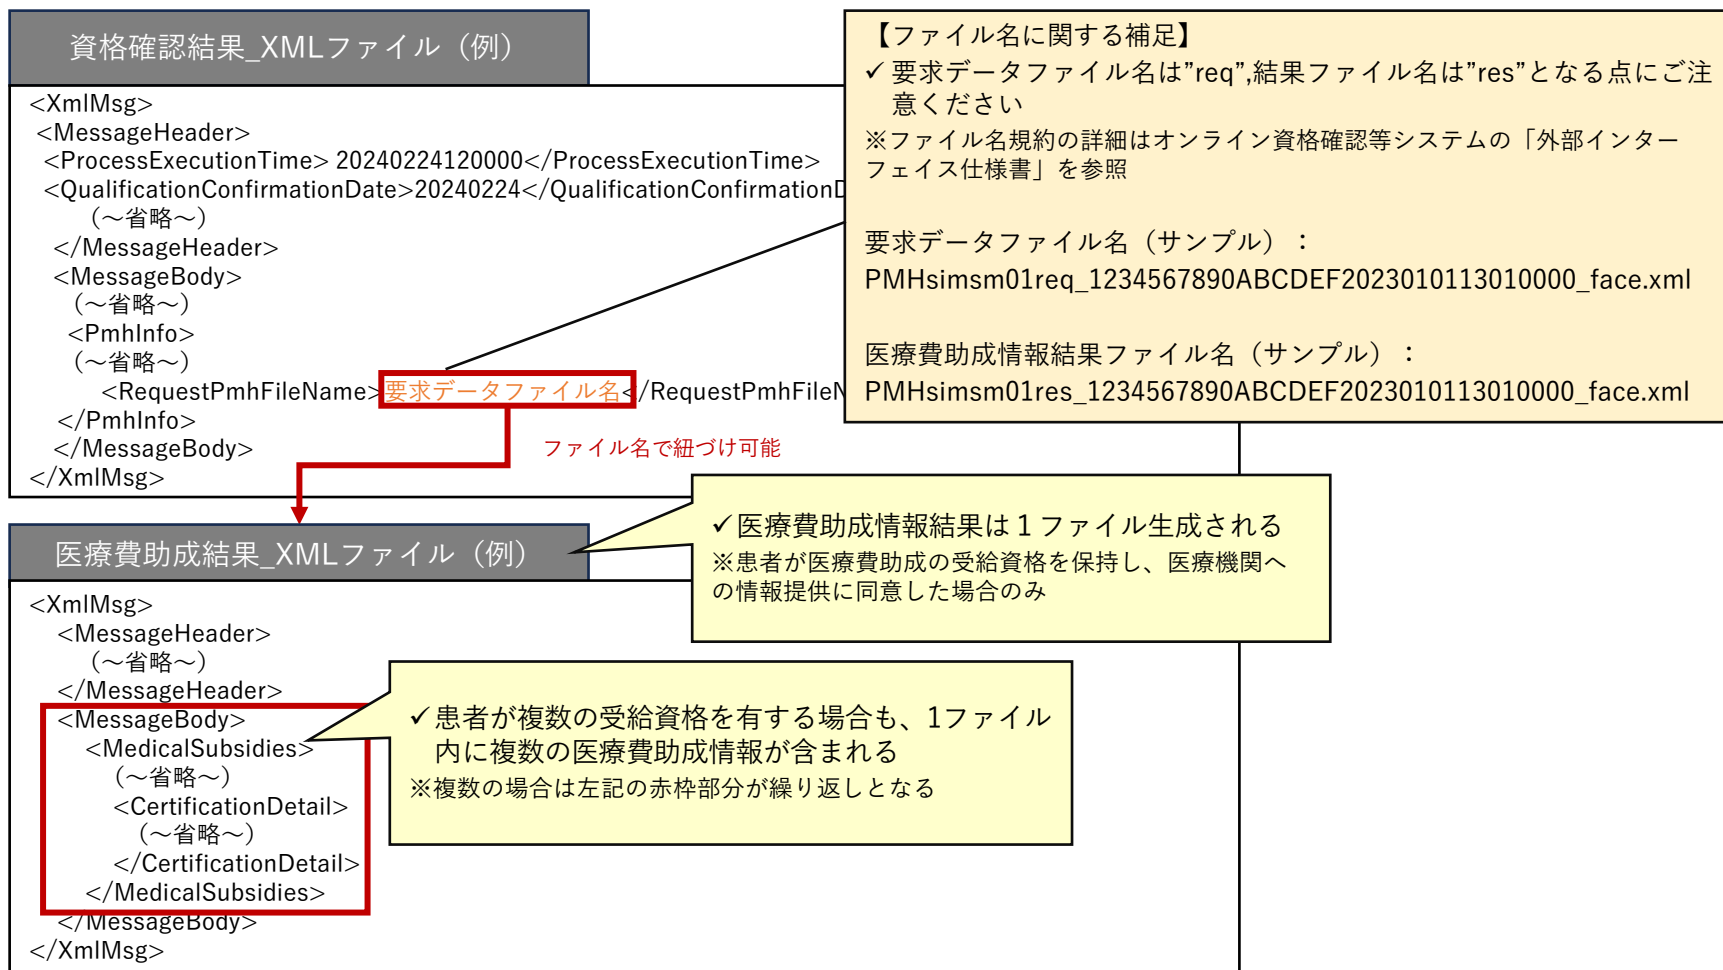 資格確認結果_XMLファイル（例）
<XmlMsg>
<MessageHeader>
<ProcessExecutionTime> 20240224120000</ProcessExecutionTime>
<QualificationConfirmationDate>20240224</QualificationConfirmationD
（～省略～）
</MessageHeader>
<MessageBody>
（～省略～）
<PmhInfo>
（～省略～）
<RequestPmhFileName>要求データファイル名</RequestPmhFileN
</PmhInfo>
</MessageBody>
</XmlMsg>
ファイル名で紐づけ可能
【ファイル名に関する補足】
✓要求データファイル名は”req”,結果ファイル名は”res”となる点にご注
意ください
※ファイル名規約の詳細はオンライン資格確認等システムの「外部インター
フェイス仕様書」を参照
要求データファイル名（サンプル）：
PMHsimsm01req_1234567890ABCDEF2023010113010000_face.xml
医療費助成情報結果ファイル名（サンプル）：
PMHsimsm01res_1234567890ABCDEF2023010113010000_face.xml
医療費助成結果_XMLファイル（例）
✓医療費助成情報結果は１ファイル生成される
※患者が医療費助成の受給資格を保持し、医療機関へ
の情報提供に同意した場合のみ
<XmlMsg>
<MessageHeader>
（～省略～）
</MessageHeader>
<MessageBody>
<MedicalSubsidies>
（～省略～）
<CertificationDetail>
（～省略～）
</CertificationDetail>
</MedicalSubsidies>
</MessageBody>
</XmlMsg>
✓患者が複数の受給資格を有する場合も、1ファイル
内に複数の医療費助成情報が含まれる
※複数の場合は左記の赤枠部分が繰り返しとなる